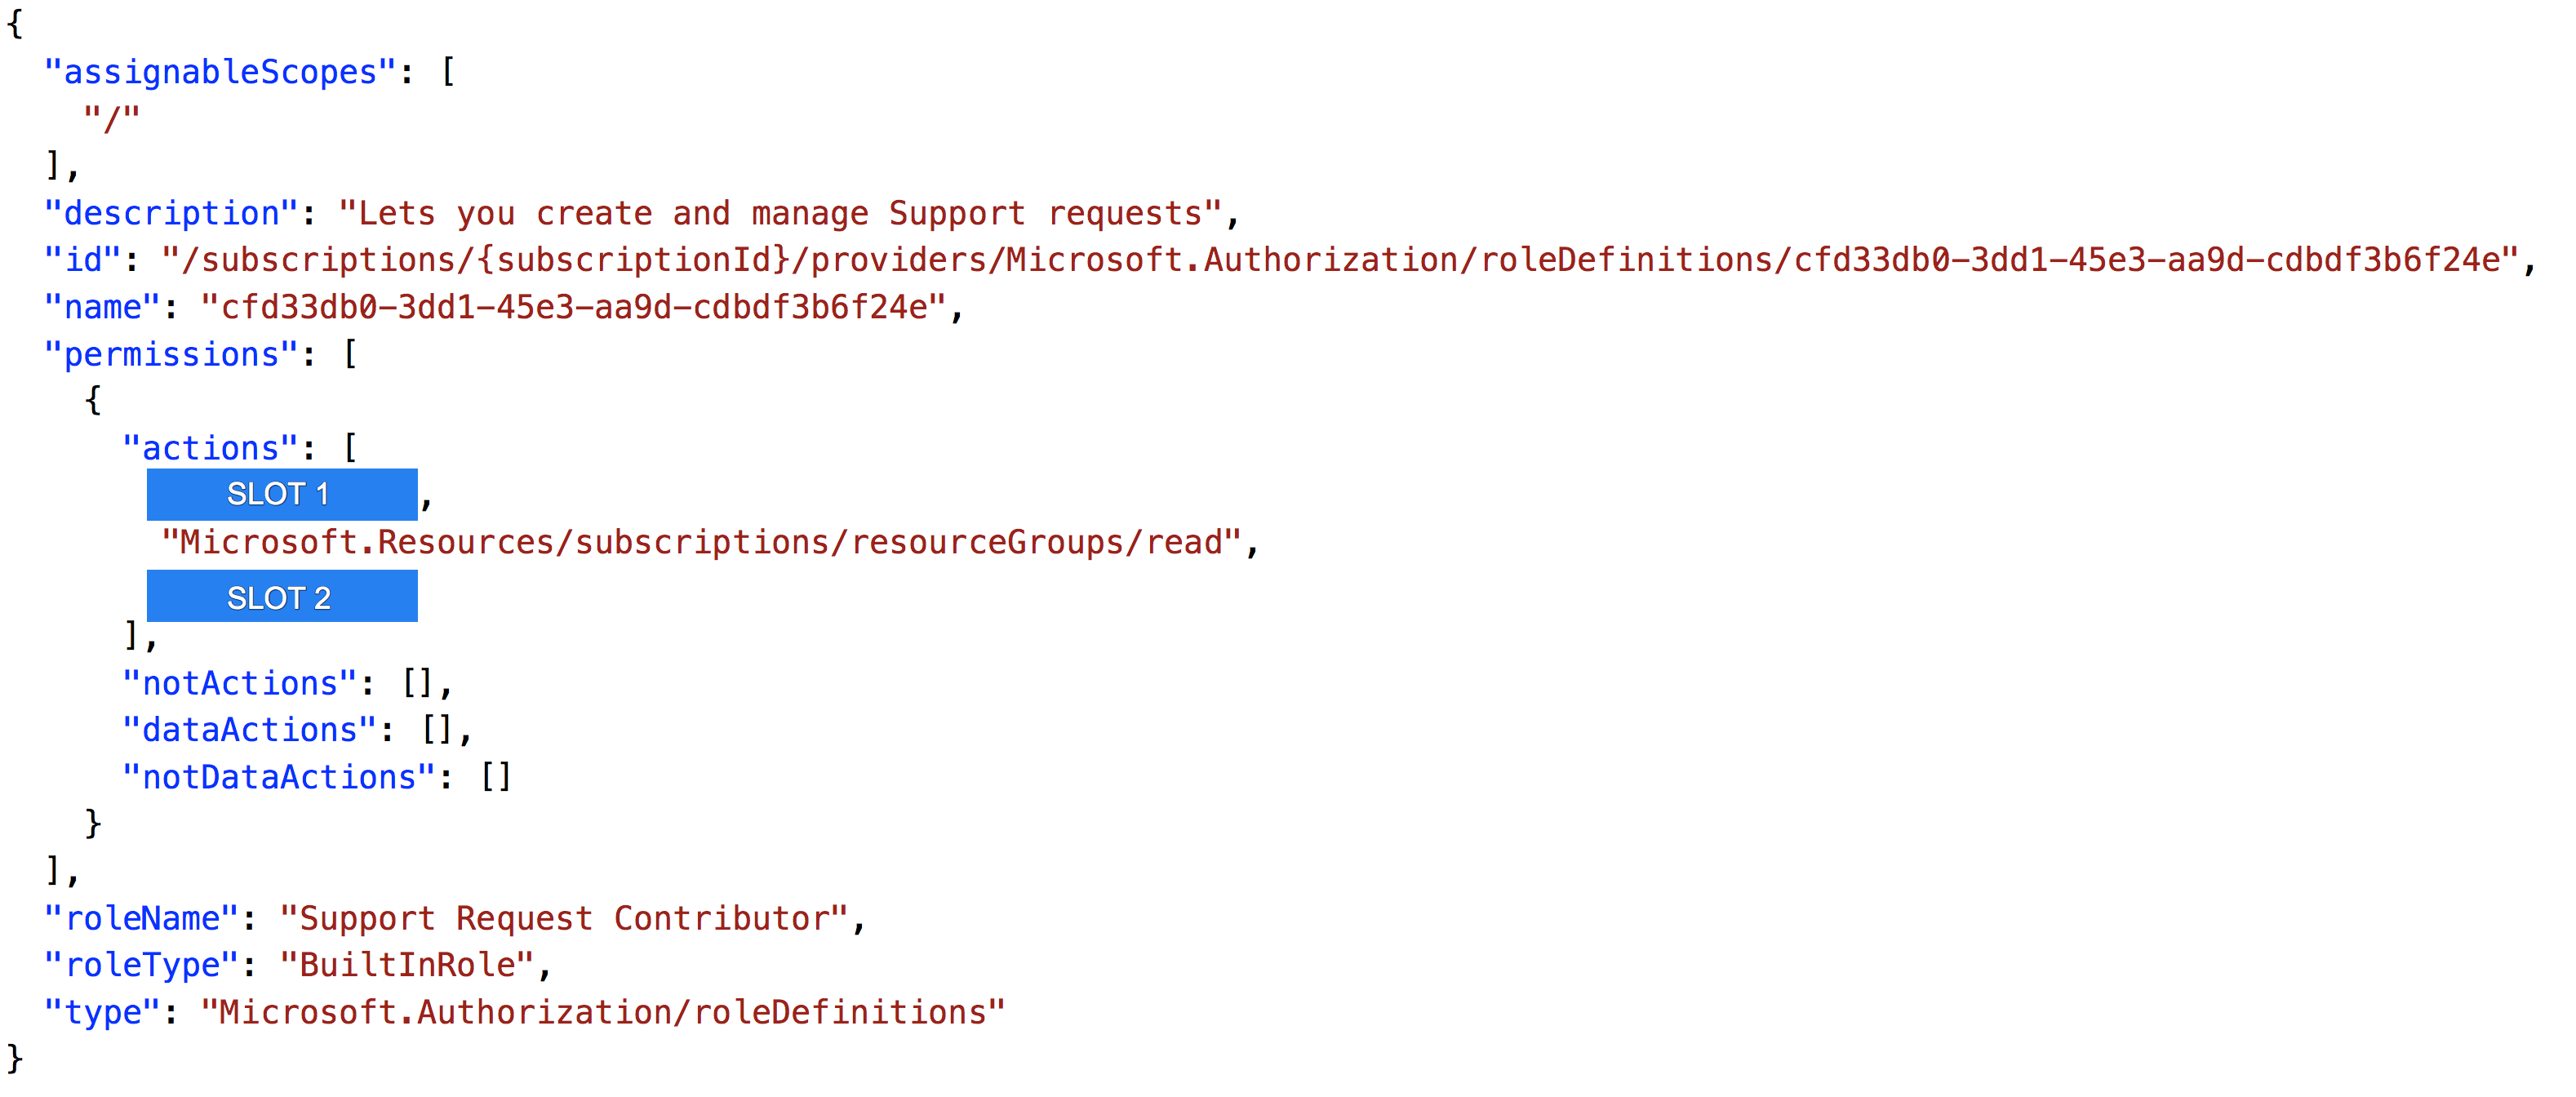 {
  "assignableScopes": [
    "/"
  ],
  "description": "Lets you create and manage Support requests",
  "id": "/subscriptions/{subscriptionId}/providers/Microsoft.Authorization/roleDefinitions/cfd33db0-3dd1-45e3-aa9d-cdbdf3b6f24e",
  "name": "cfd33db0-3dd1-45e3-aa9d-cdbdf3b6f24e",
  "permissions": [
    {
      "actions": [
        SLOT 1,
        "Microsoft.Resources/subscriptions/resourceGroups/read",
        SLOT 2
      ],
      "notActions": [],
      "dataActions": [],
      "notDataActions": []
    }
  ],
  "roleName": "Support Request Contributor",
  "roleType": "BuiltInRole",
  "type": "Microsoft.Authorization/roleDefinitions"
}